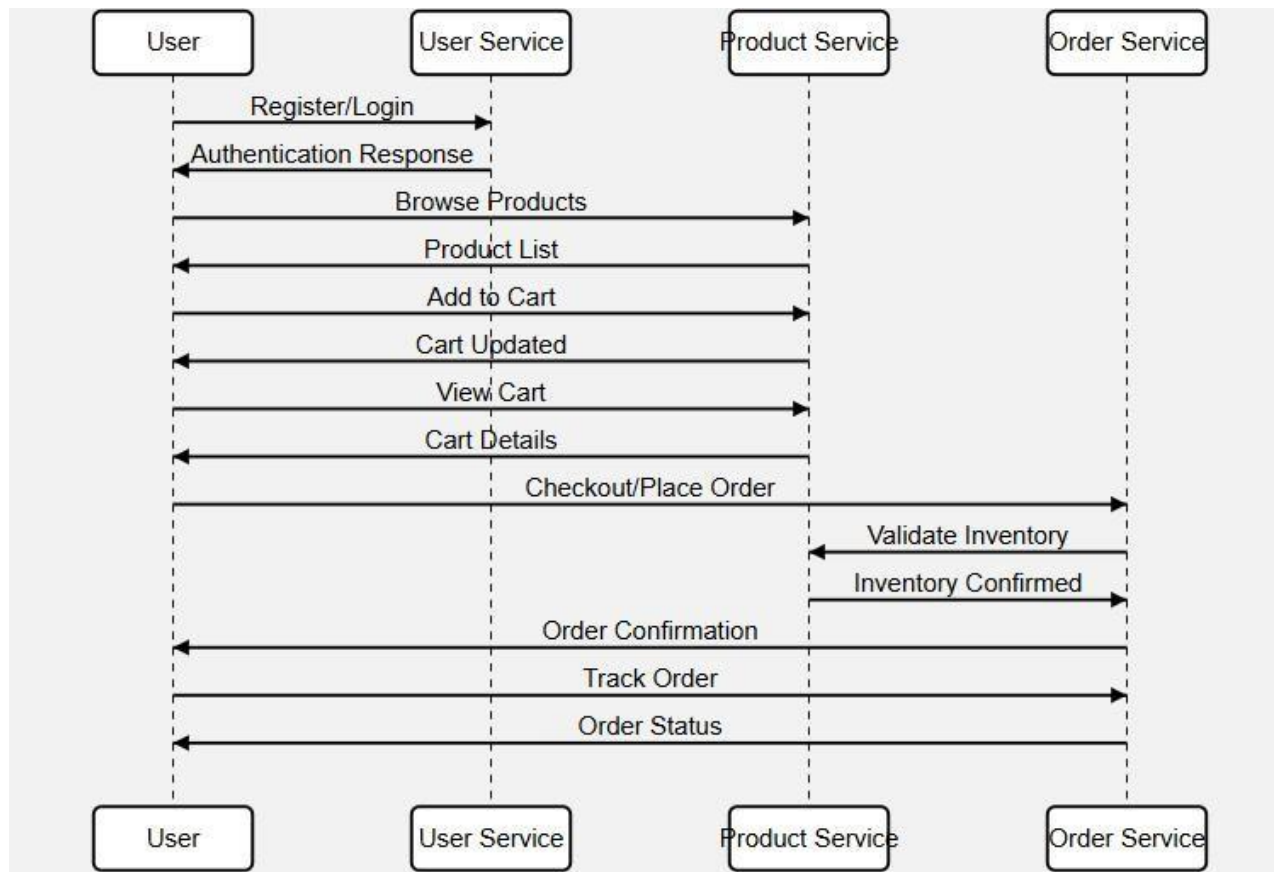 User
User Service
Product Service
Order Service
Register/Login
Authentication Response
Browse Products
Product List
Add to Cart
Cart Updated
View Cart
Cart Details
Checkout/Place Order
Validate Inventory
Inventory Confirmed
Order Confirmation
Track Order
Order Status
User
User Service
Product Service
Order Service